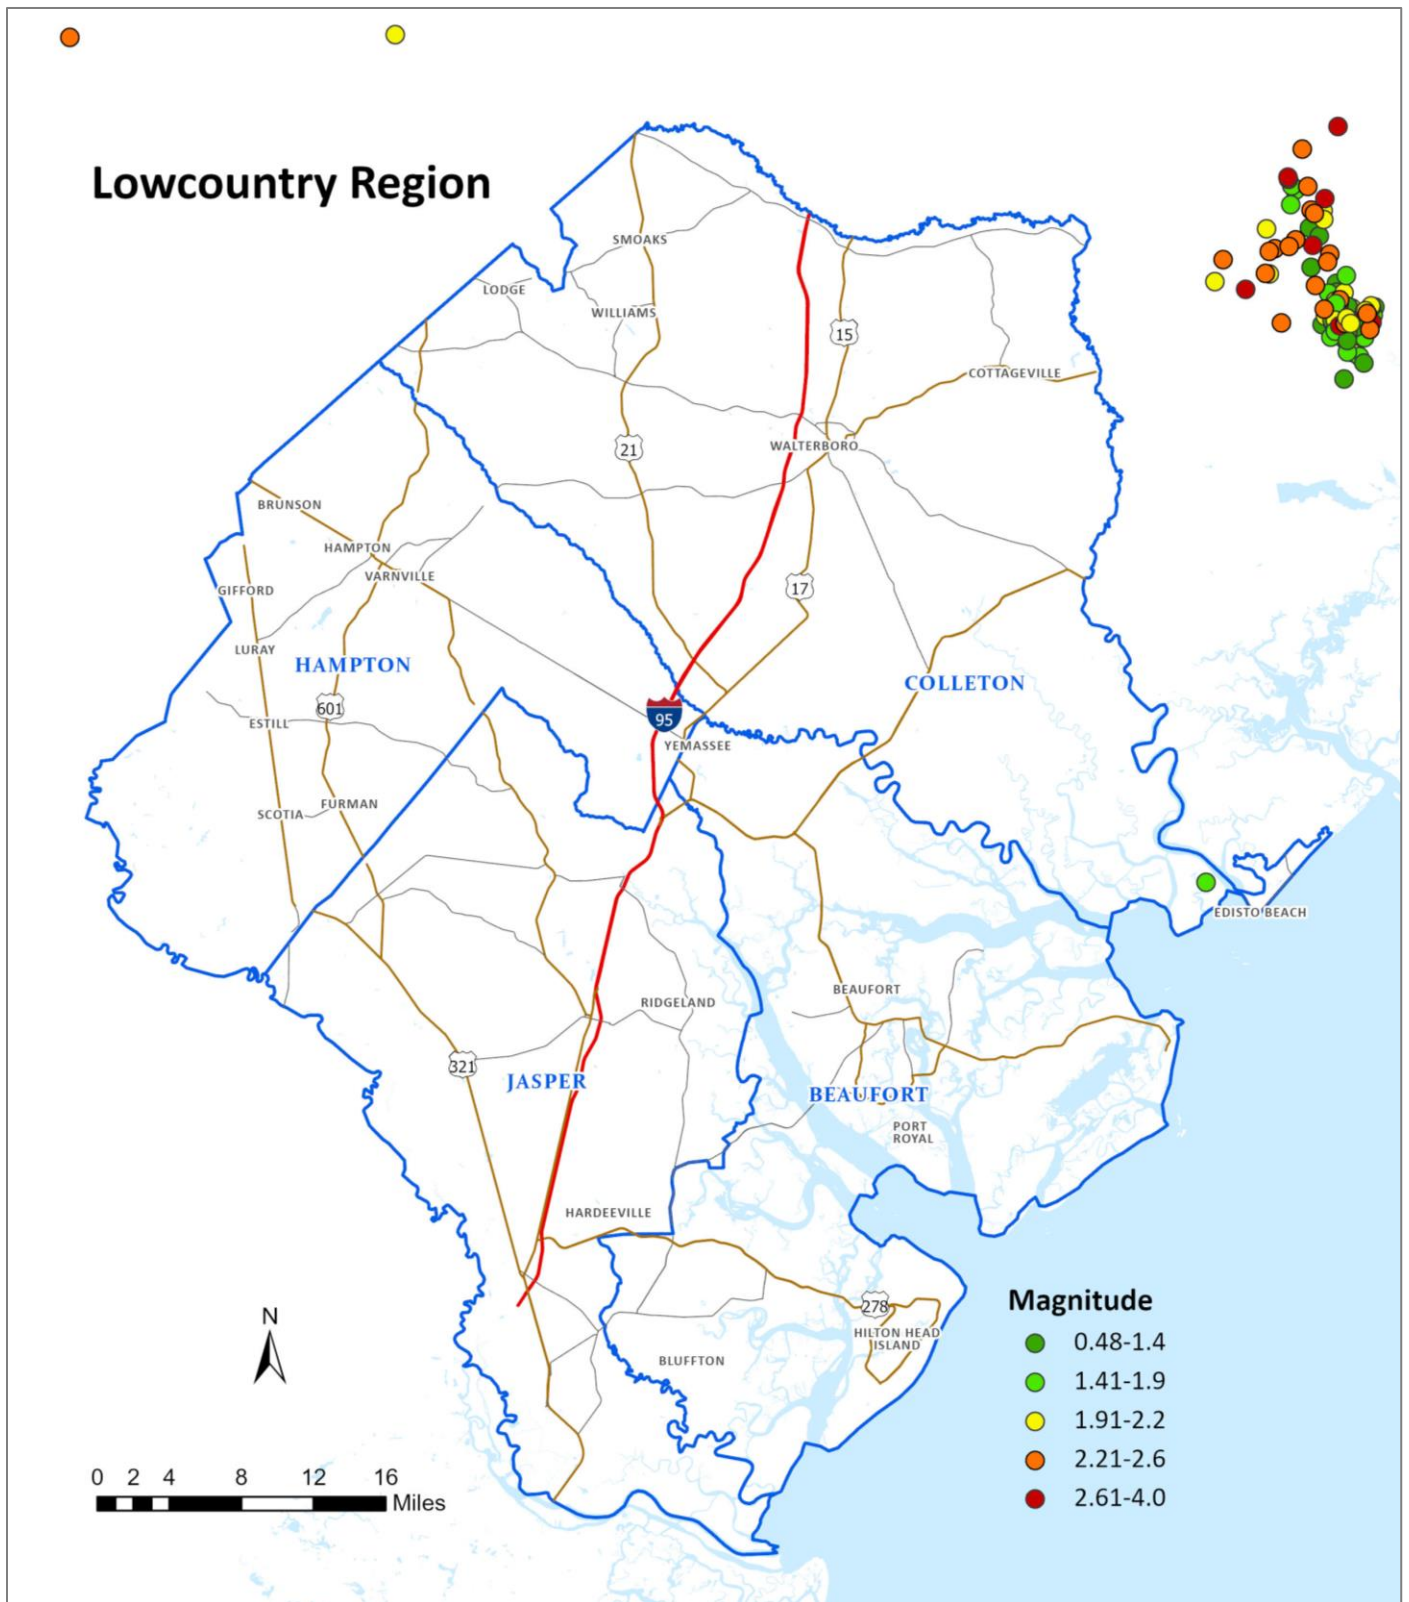 Lowcountry Region
SMOAKS
LODGE
WILLIAMS
15
COTTAGEVILLE
21
WALTERBORO
BRUNSON
HAMPTON
VARNVILLE
17
GIFFORD
LURAY
HAMPTON
COLLETON
601
ESTILL
95
YEMASSEE
SCOTIA
FURMAN
EDISTO BEACH
BEAUFORT
RIDGELAND
321
JASPER
BEAUFORT
PORT
ROYAL
HARDEEVILLE
278
HILTON HEAD
ISLAND
BLUFFTON
Magnitude
0.48-1.4
1.41-1.9
1.91-2.2
2.21-2.6
2.61-4.0
N
0 2 4 8 12 16
Miles